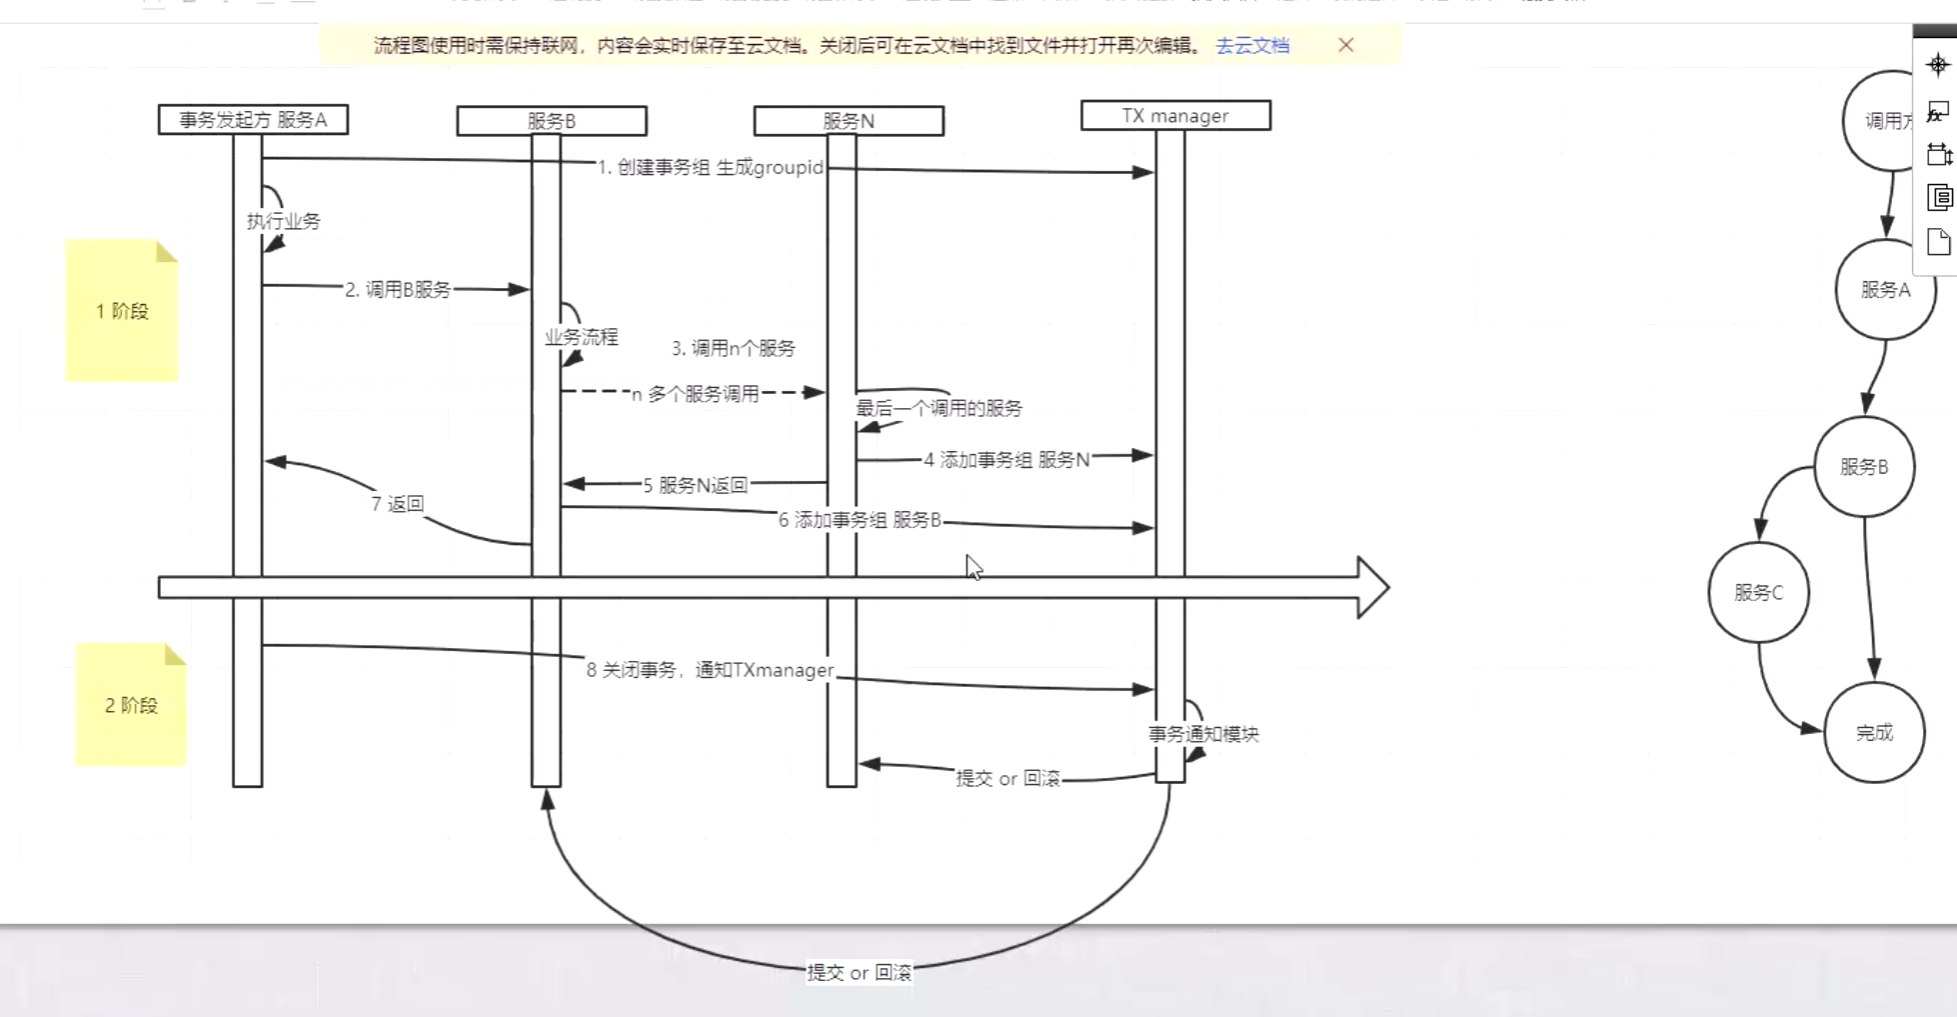 流程图使用时需保持联网，内容会实时保存至云文档。关闭后可在云文档中找到文件并打开再次编辑。 去云文档
事务发起方 服务A
服务B
服务N
TX manager
1. 创建事务组 生成groupid
执行业务
1 阶段
2. 调用B服务
业务流程
3. 调用n个服务
n 多个服务调用
最后一个调用的服务
4 添加事务组 服务N
5 服务N返回
7 返回
6 添加事务组 服务B
8 关闭事务，通知TXmanager
2 阶段
事务通知模块
提交 or 回滚
提交 or 回滚
调用方
服务A
服务B
服务C
完成